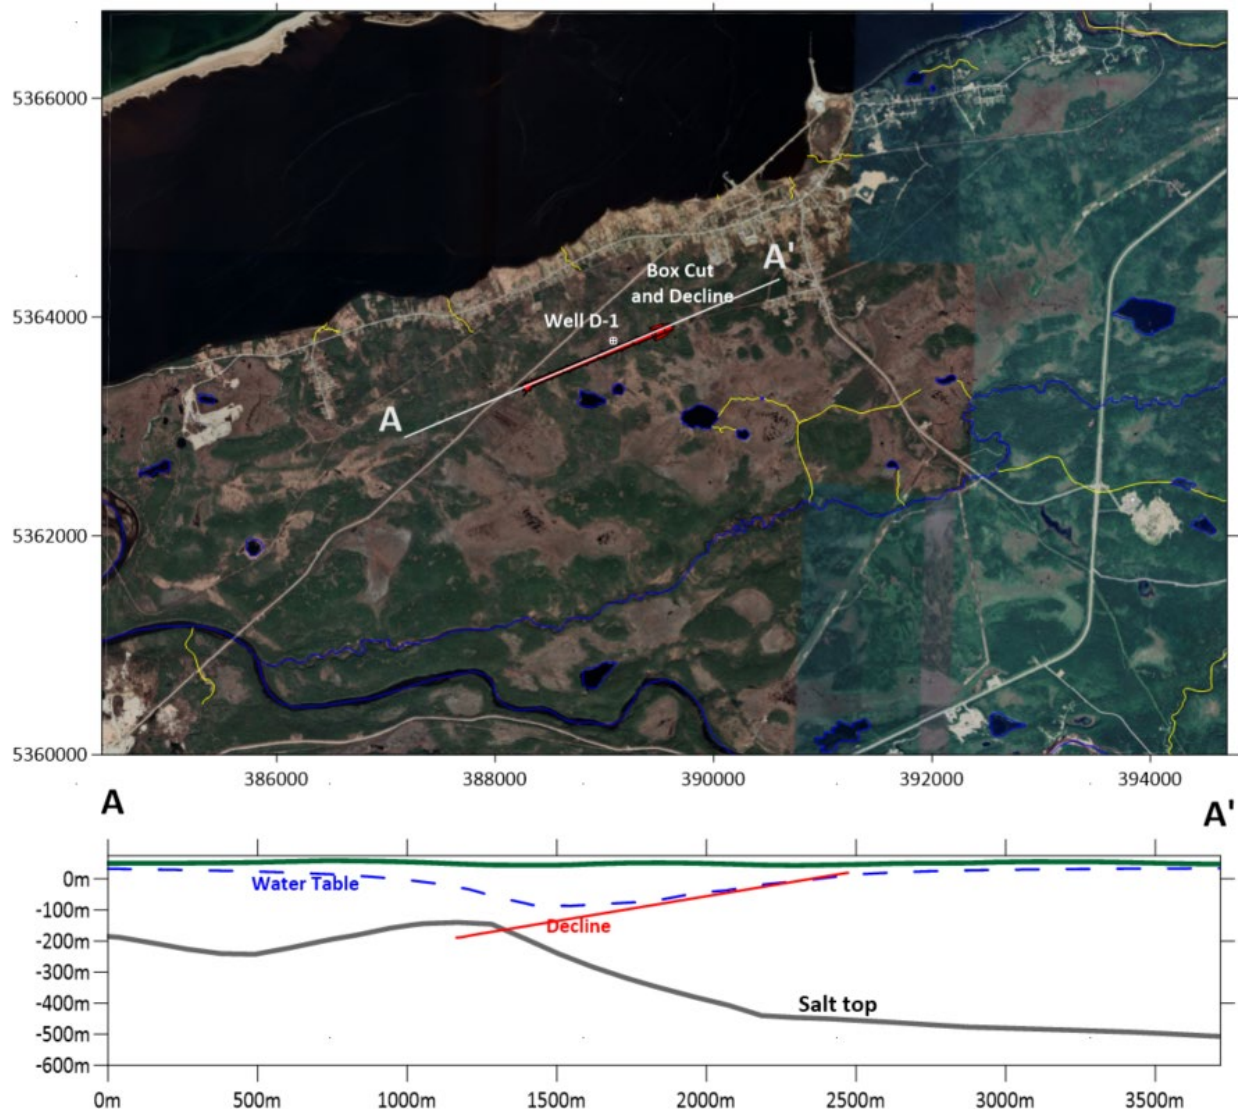 5366000
5364000
5362000
5360000
A'
Box Cut
and Decline
Well D-1
A
386000
388000
390000
392000
394000
A
A'
0m
-100m
-200m
-300m
-400m
-500m
-600m
Water Table
Decline
Salt top
0m
500m
1000m
1500m
2000m
2500m
3000m
3500m